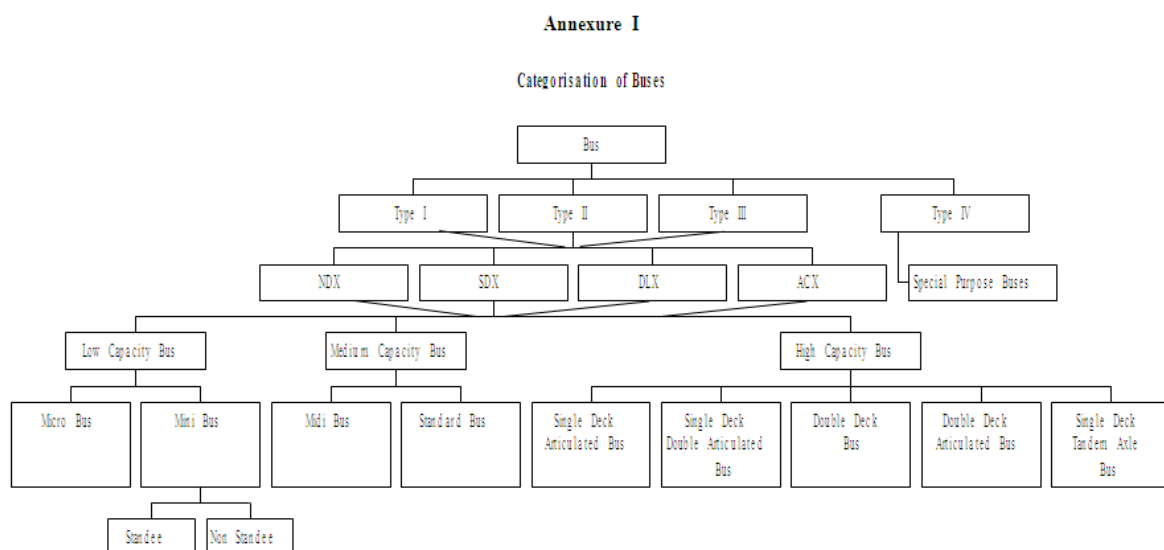 Annexure I
Categorisation of Buses
Bus
Type I
Type II
Type III
Type IV
NDX
SDX
DLX
ACX
Special Purpose Buses
Low Capacity Bus
Medium Capacity Bus
High Capacity Bus
Micro Bus
Mini Bus
Midi Bus
Standard Bus
Single Deck
Articulated Bus
Single Deck
Double Articulated
Bus
Double Deck
Bus
Double Deck
Articulated Bus
Single Deck
Tandem Axle
Bus
Standee
Non Standee